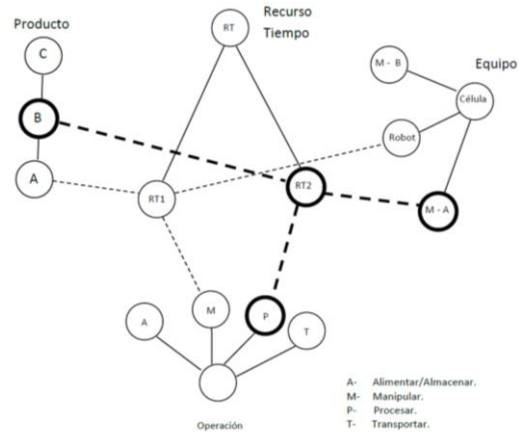 Recurso
Tiempo
Producto
RT
C
M - B
Equipo
Célula
B
Robot
A
RT1
RT2
M - A
A
M
P
T
A- Alimentar/Almacenar.
M- Manipular.
P- Procesar.
T- Transportar.
Operación